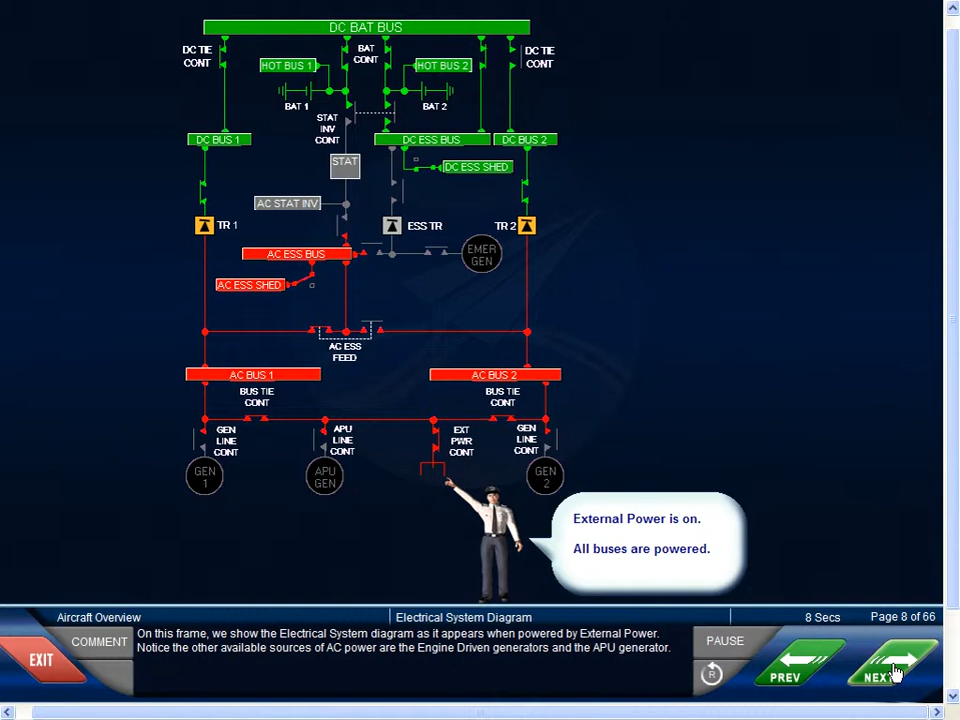 DC BAT BUS
DC TIE
CONT
BAT
CONT
DC TIE
CONT
HOT BUS 1
HOT BUS 2
BAT 1
BAT 2
STAT
INV
CONT
DC BUS 1
DC ESS BUS
DC BUS 2
STAT
DC ESS SHED
AC STAT INV
TR 1
ESS TR
TR 2
AC ESS BUS
EMER
GEN
AC ESS SHED
AC ESS
FEED
AC BUS 1
AC BUS 2
BUS TIE
CONT
BUS TIE
CONT
GEN
LINE
CONT
APU
LINE
CONT
EXT
PWR
CONT
GEN
LINE
CONT
GEN
1
APU
GEN
GEN
2
External Power is on.
All buses are powered.
Aircraft Overview
Electrical System Diagram
8 Secs
Page 8 of 66
EXIT
COMMENT
On this frame, we show the Electrical System diagram as it appears when powered by External Power.
Notice the other available sources of AC power are the Engine Driven generators and the APU generator.
PAUSE
R
PREV
NEXT